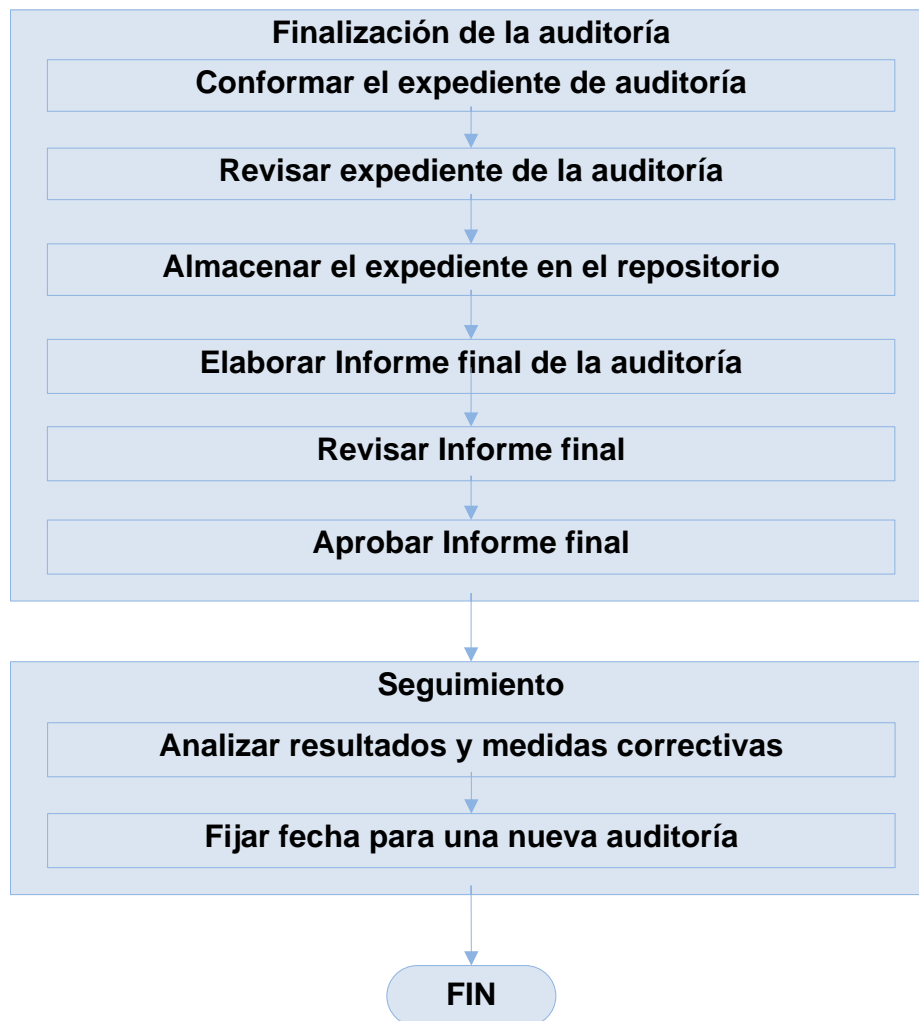 Finalización de la auditoría
Conformar el expediente de auditoría
Revisar expediente de la auditoría
Almacenar el expediente en el repositorio
Elaborar Informe final de la auditoría
Revisar Informe final
Aprobar Informe final
Seguimiento
Analizar resultados y medidas correctivas
Fijar fecha para una nueva auditoría
FIN